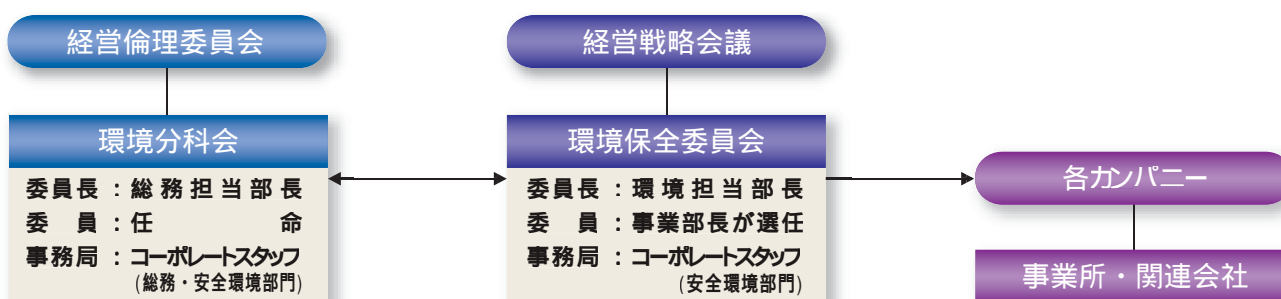 経営倫理委員会
環境分科会
委員長：総務担当部長
委　員：任　　　命
事務局：コーポレートスタッフ
(総務・安全環境部門)
経営戦略会議
環境保全委員会
委員長：環境担当部長
委　員：事業部長が選任
事務局：コーポレートスタッフ
(安全環境部門)
各カンパニー
事業所・関連会社